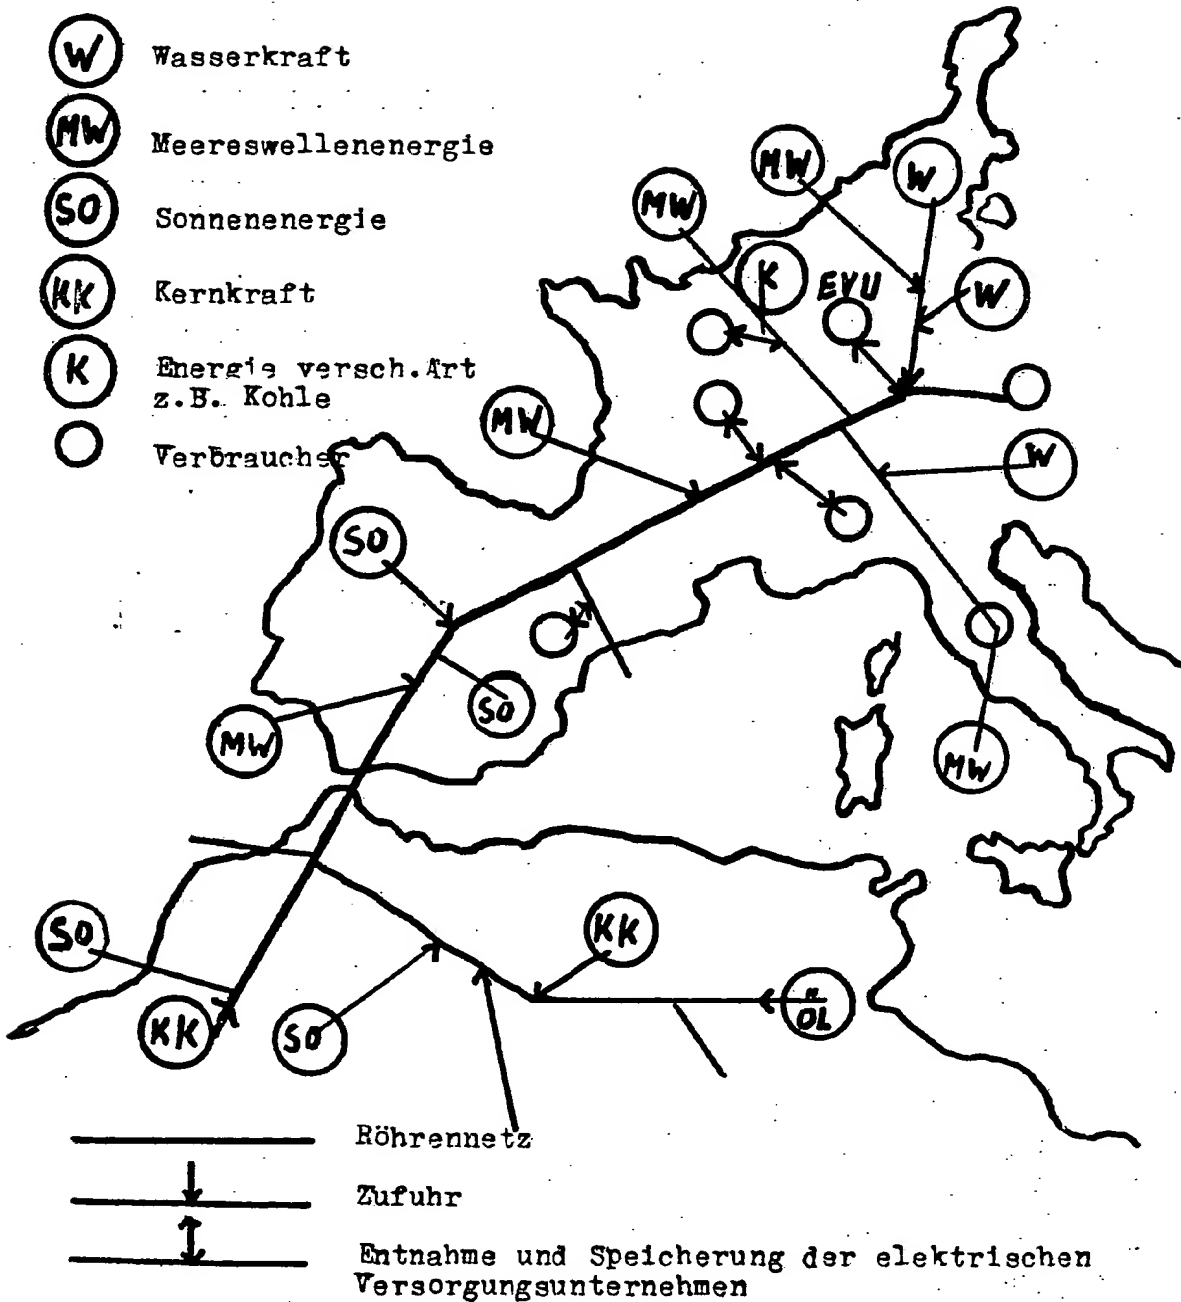 W Wasserkraft
MW Meereswellenenergie
SO Sonnenenergie
KK Kernkraft
K Energie versch.Art
z.B. Kohle
Verbraucher
MW
W
MW
K
EVU
W
MW
W
SO
SO
MW
MW
SO
KK
KK
SO
ÖL
Röhrennetz
Zufuhr
Entnahme und Speicherung der elektrischen
Versorgungsunternehmen